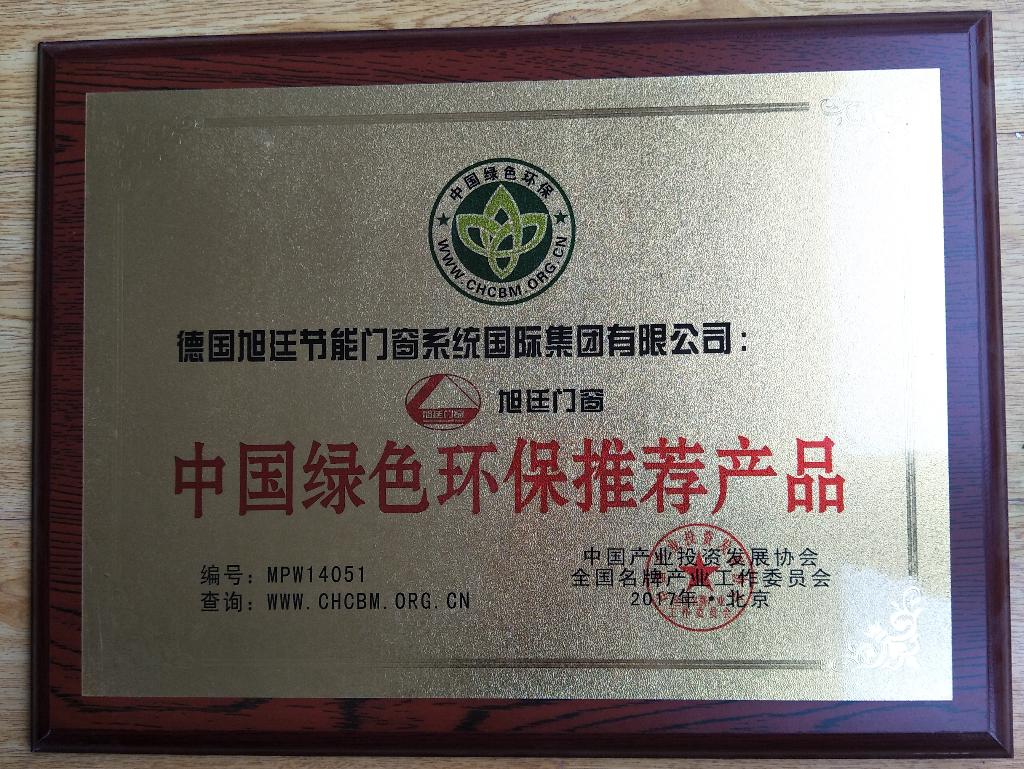 中国绿色环保
WWW.CHCBM.ORG.CN
德国旭廷节能门窗系统国际集团有限公司：
旭廷门窗
旭廷门窗
中国绿色环保推荐产品
编号：MPW14051
查询：WWW.CHCBM.ORG.CN
中国产业投资发展协会
全国名牌产业工作委员会
2017年·北京